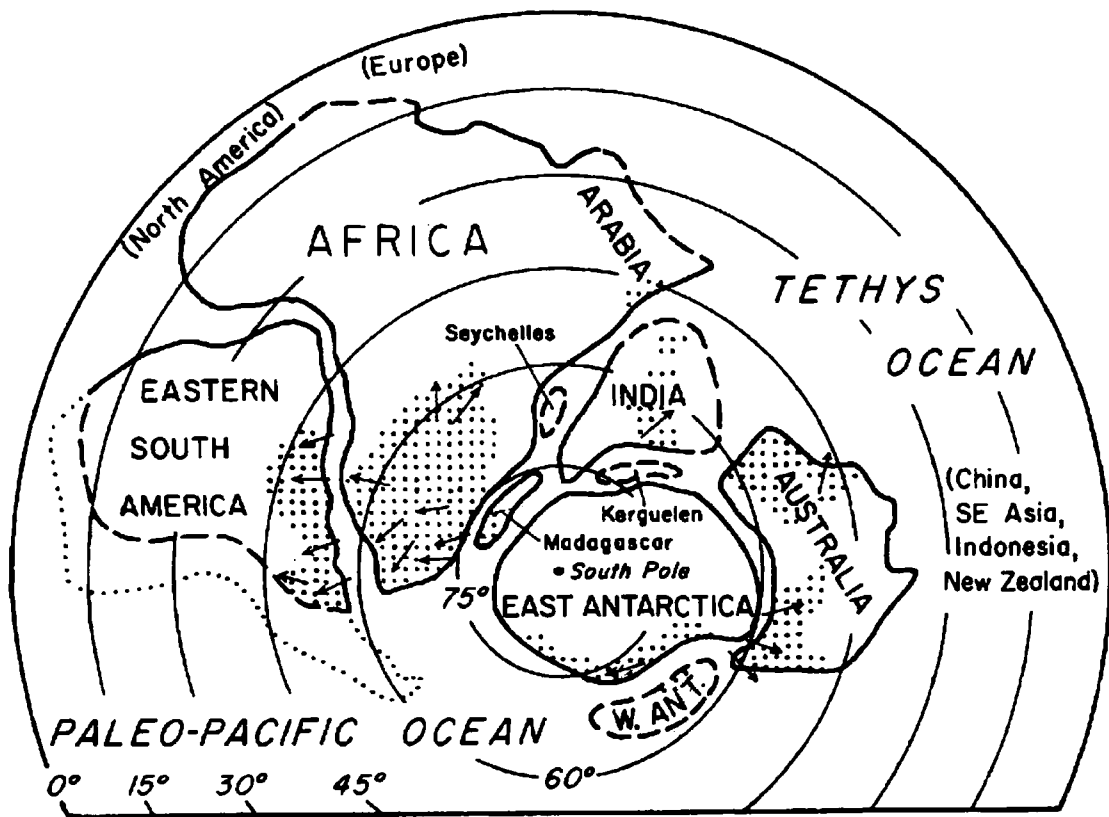 (Europe)
(North America)
AFRICA
ARABIA
TETHYS
OCEAN
Seychelles
INDIA
EASTERN
SOUTH
AMERICA
AUSTRALIA
(China,
SE Asia,
Indonesia,
New Zealand)
Kerguelen
Madagascar
South Pole
75°
EAST ANTARCTICA
W. ANT.
PALEO-PACIFIC OCEAN
0° 15° 30° 45° 60°